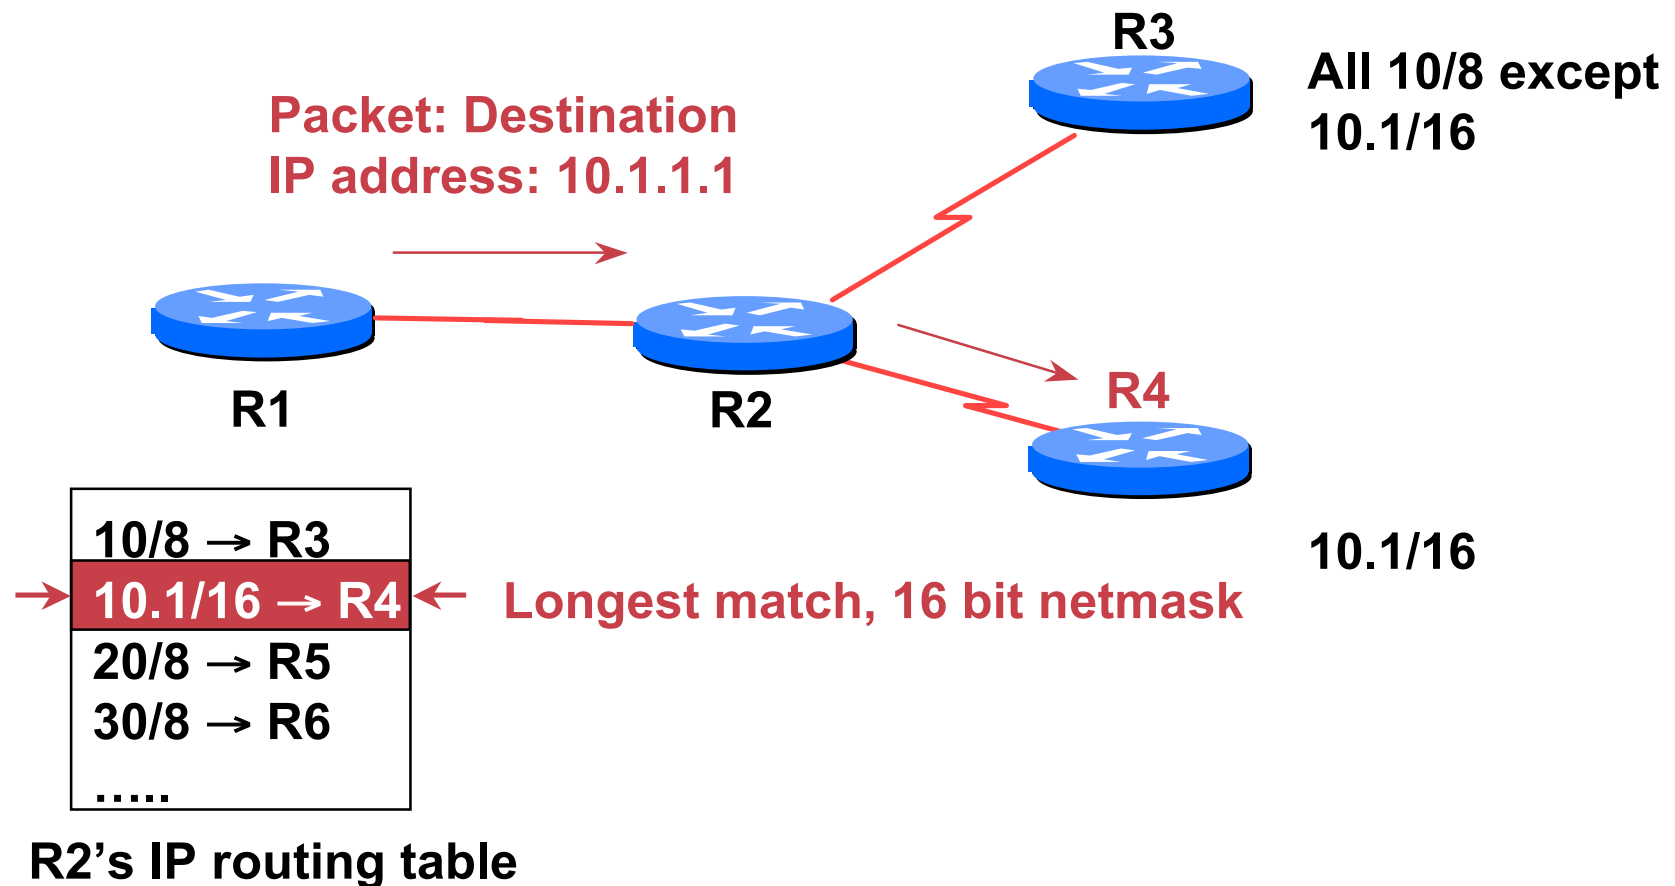 R3
All 10/8 except
10.1/16
Packet: Destination
IP address: 10.1.1.1
R1
R2
R4
10.1/16
10/8 → R3
10.1/16 → R4
Longest match, 16 bit netmask
20/8 → R5
30/8 → R6
…..
R2’s IP routing table